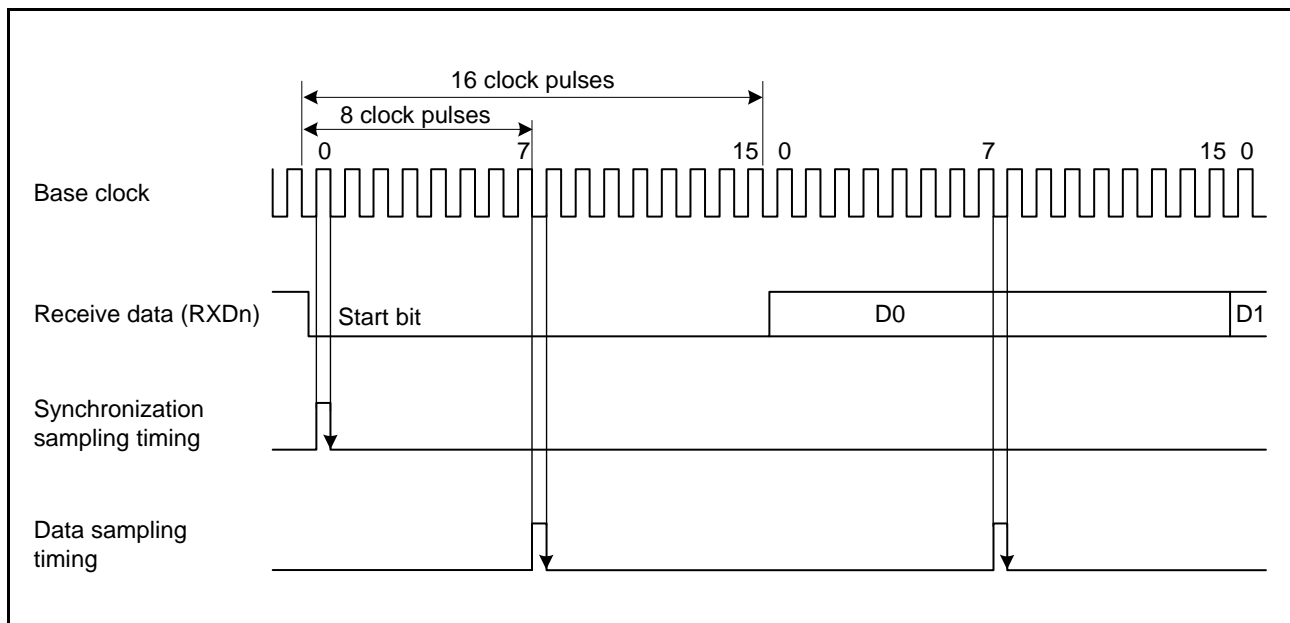 16 clock pulses
8 clock pulses
0 7 15 0 7 15 0
Base clock
Receive data (RXDn)
Start bit
D0
D1
Synchronization
sampling timing
Data sampling
timing